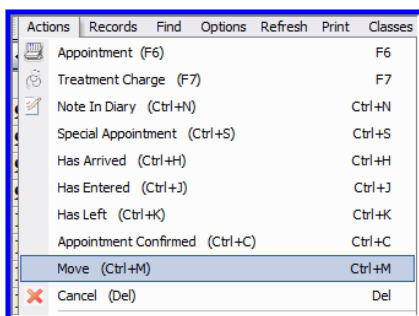 Actions Records Find Options Refresh Print Classes
Appointment (F6) F6
Treatment Charge (F7) F7
Note In Diary (Ctrl+N) Ctrl+N
Special Appointment (Ctrl+S) Ctrl+S
Has Arrived (Ctrl+H) Ctrl+H
Has Entered (Ctrl+J) Ctrl+J
Has Left (Ctrl+K) Ctrl+K
Appointment Confirmed (Ctrl+C) Ctrl+C
Move (Ctrl+M) Ctrl+M
Cancel (Del) Del